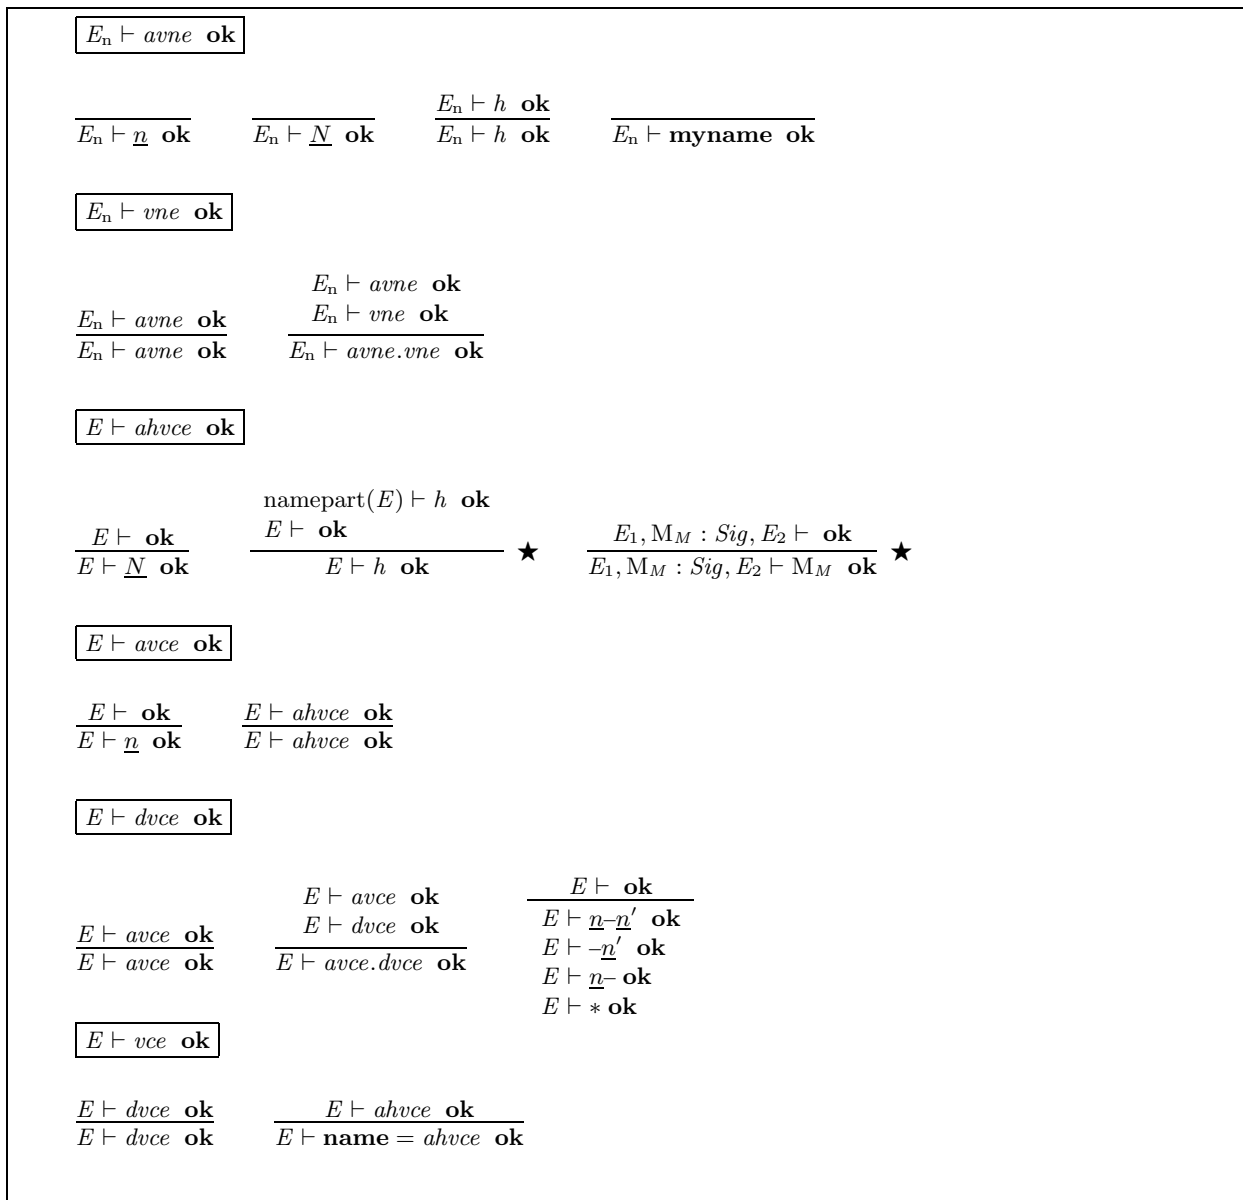 E_n ⊢ avne ok
E_n ⊢ h ok
E_n ⊢ n ok    E_n ⊢ N ok    E_n ⊢ h ok    E_n ⊢ myname ok
E_n ⊢ vne ok
E_n ⊢ avne ok
E_n ⊢ avne ok    E_n ⊢ vne ok
E_n ⊢ avne ok    E_n ⊢ avne.vne ok
E ⊢ ahvce ok
namepart(E) ⊢ h ok
E ⊢ ok    E ⊢ ok    E_1, M_M : Sig, E_2 ⊢ ok
E ⊢ N ok    E ⊢ h ok ★    E_1, M_M : Sig, E_2 ⊢ M_M ok ★
E ⊢ avce ok
E ⊢ ok    E ⊢ ahvce ok
E ⊢ n ok    E ⊢ ahvce ok
E ⊢ dvce ok
E ⊢ avce ok    E ⊢ ok
E ⊢ avce ok    E ⊢ dvce ok    E ⊢ n–n′ ok
E ⊢ avce ok    E ⊢ avce.dvce ok    E ⊢ –n′ ok
E ⊢ n– ok
E ⊢ * ok
E ⊢ vce ok
E ⊢ dvce ok    E ⊢ ahvce ok
E ⊢ dvce ok    E ⊢ name = ahvce ok